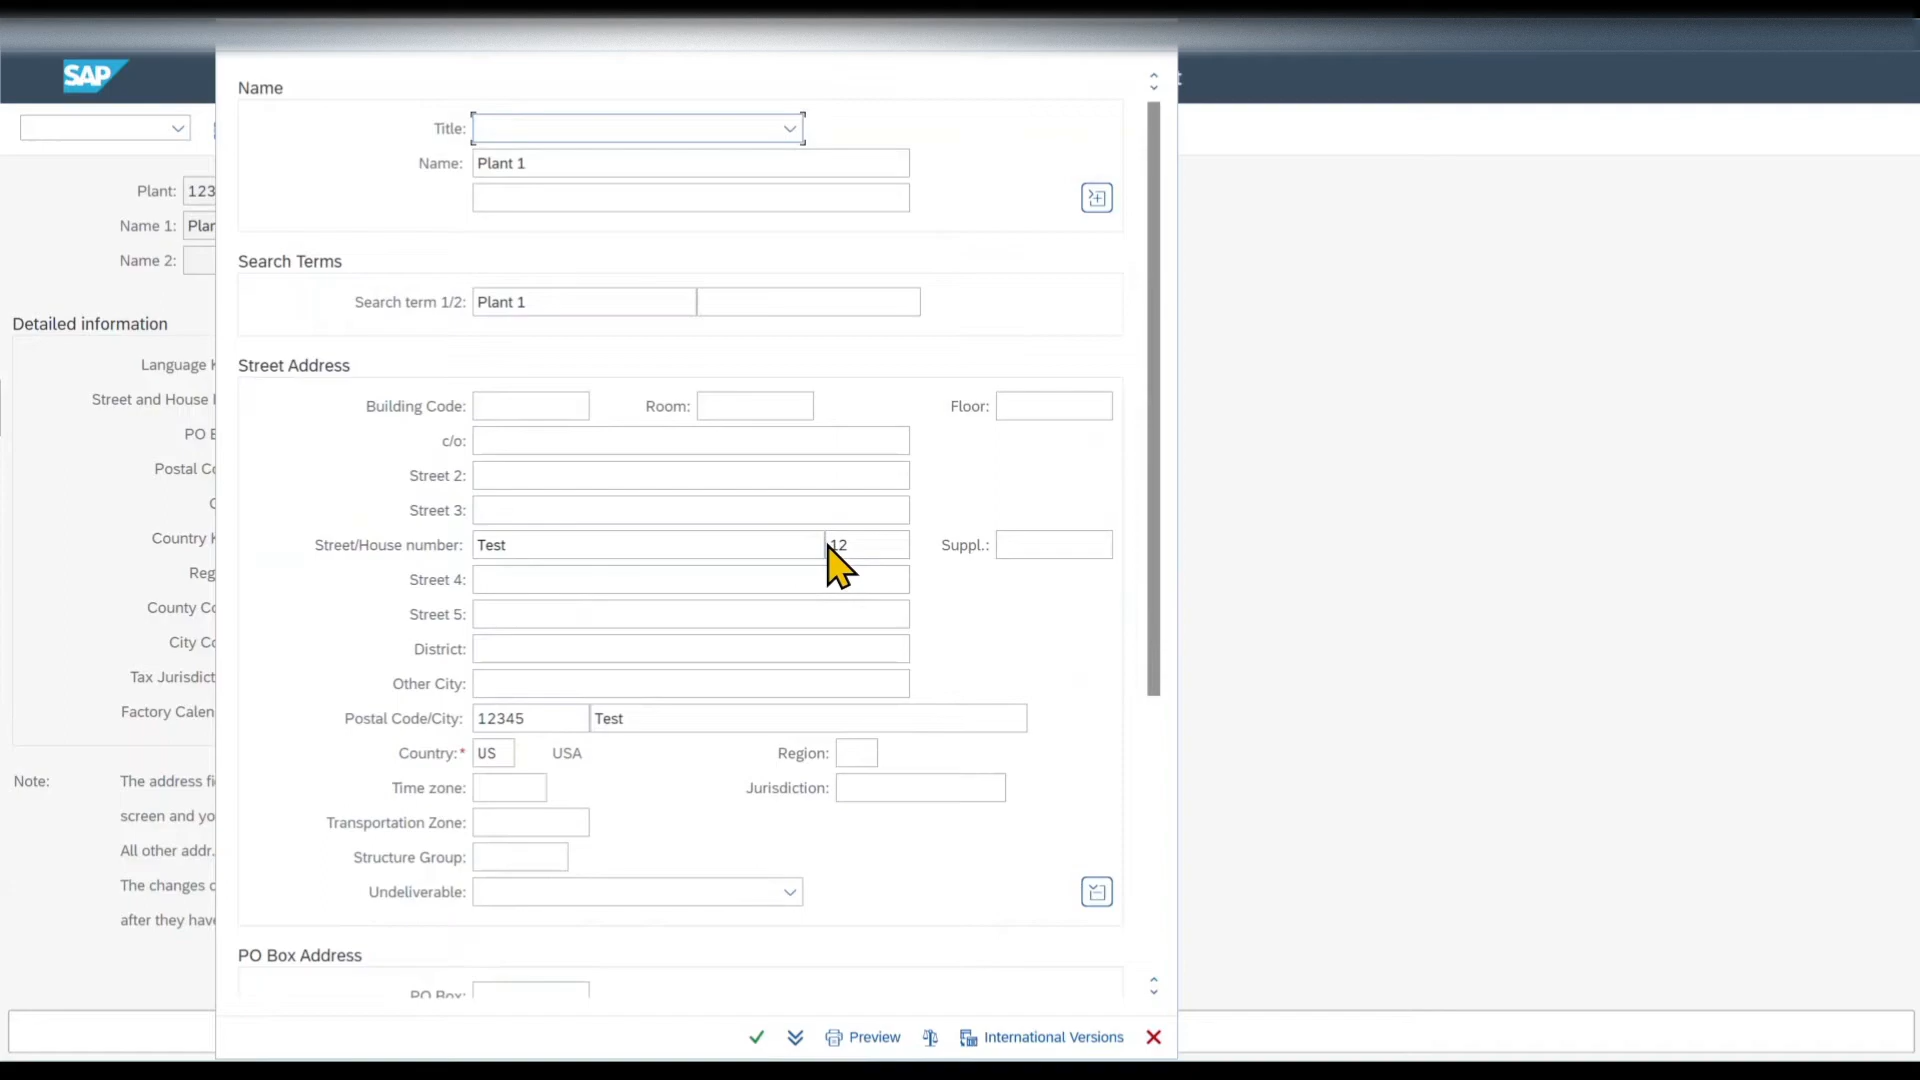 SAP
Name
Title:
Name: Plant 1
Search Terms
Search term 1/2: Plant 1
Street Address
Building Code: Room: Floor:
c/o:
Street 2:
Street 3:
Street/House number: Test 12 Suppl.:
Street 4:
Street 5:
District:
Other City:
Postal Code/City: 12345 Test
Country:* US USA Region:
Time zone: Jurisdiction:
Transportation Zone:
Structure Group:
Undeliverable:
PO Box Address
PO Box:
Preview International Versions
Plant: 123
Name 1: Plan
Name 2:
Detailed information
Language K
Street and House
PO B
Postal Co
C
Country K
Reg
County Co
City Co
Tax Jurisdict
Factory Calen
Note: The address fi
screen and yo
All other addr.
The changes
after they have